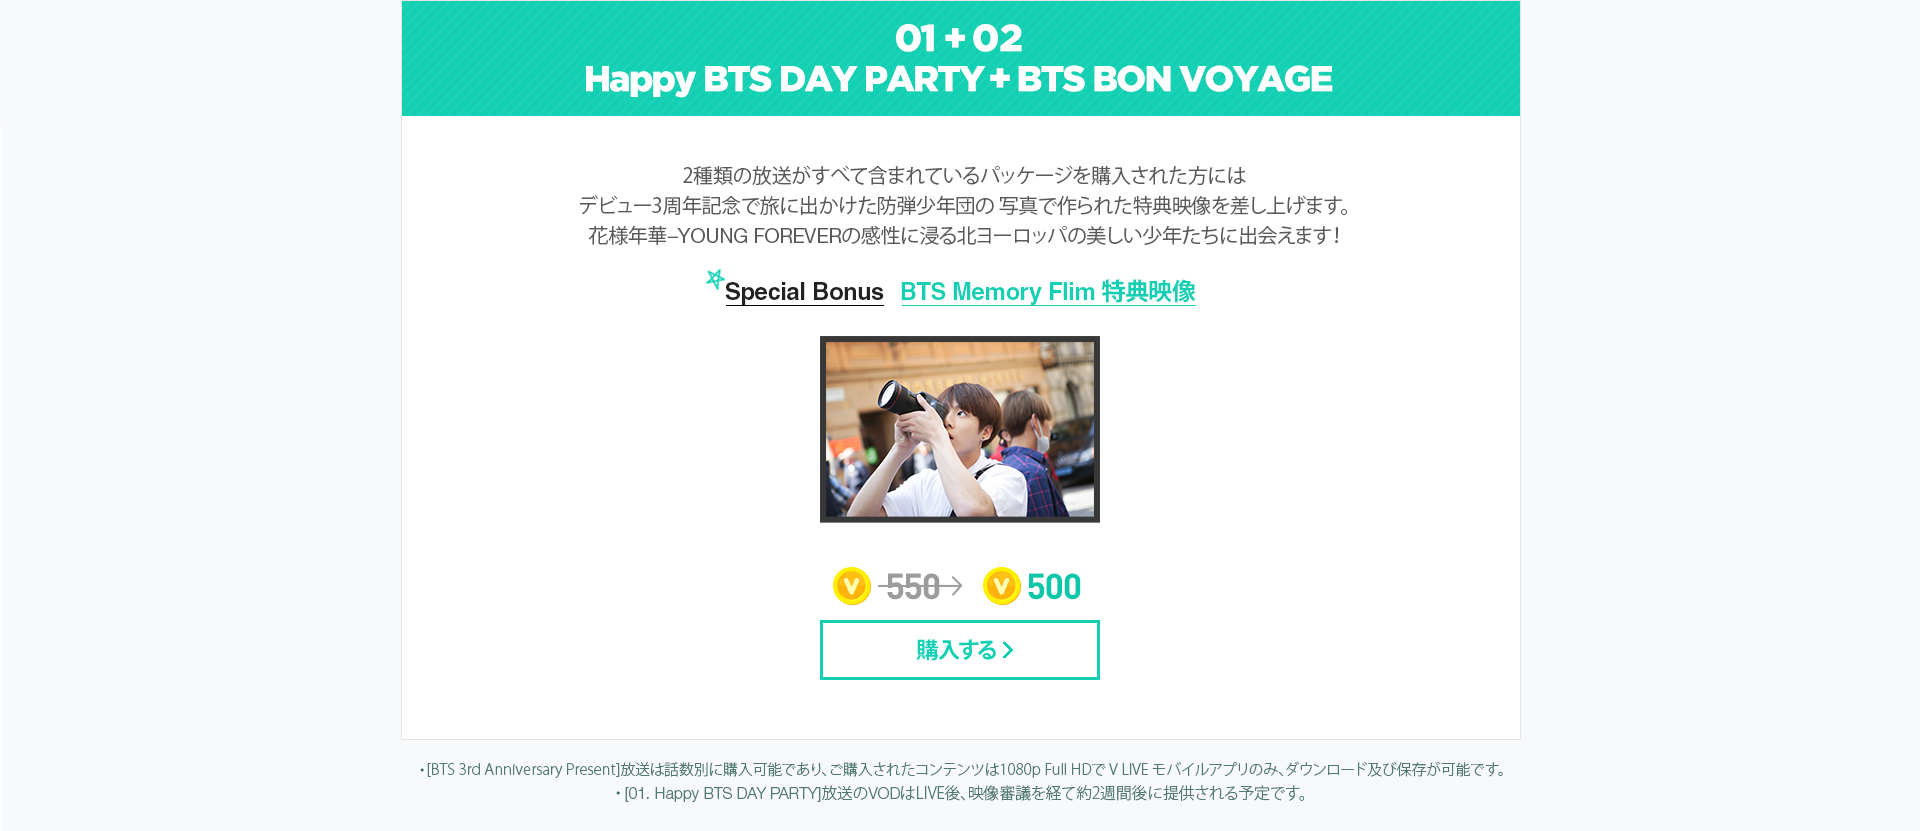 01 + 02
Happy BTS DAY PARTY + BTS BON VOYAGE
2種類の放送がすべて含まれているパッケージを購入された方には
デビュー3周年記念で旅に出かけた防弾少年団の 写真で作られた特典映像を差し上げます。
花様年華–YOUNG FOREVERの感性に浸る北ヨーロッパの美しい少年たちに出会えます!
Special Bonus BTS Memory Flim 特典映像
V 550 V 500
購入する >
・[BTS 3rd Anniversary Present]放送は話数別に購入可能であり、ご購入されたコンテンツは1080p Full HDで V LIVE モバイルアプリのみ、ダウンロード及び保存が可能です。
・ [01. Happy BTS DAY PARTY]放送のVODはLIVE後、映像審議を経て約2週間後に提供される予定です。